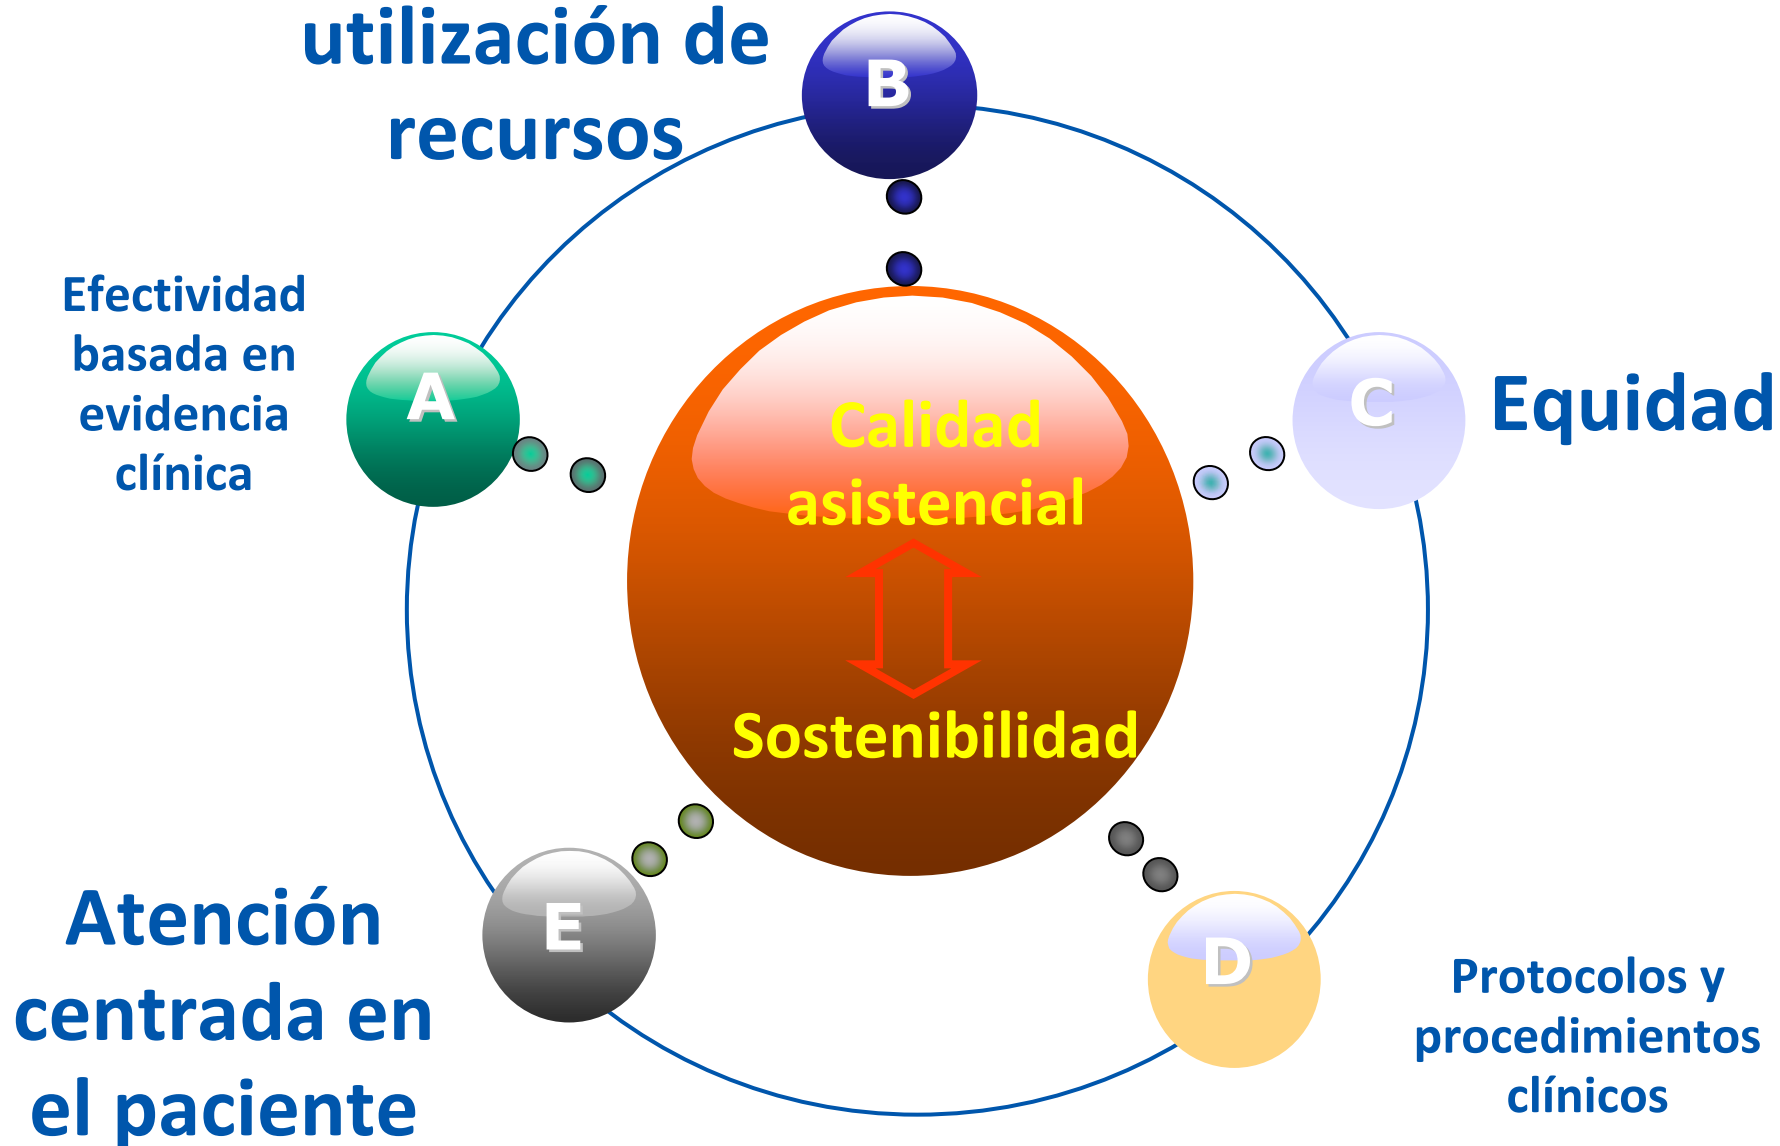 utilización de
recursos
B
Efectividad
basada en
evidencia
clínica
A
C
Equidad
Calidad
asistencial
Sostenibilidad
Atención
centrada en
el paciente
E
D
Protocolos y
procedimientos
clínicos